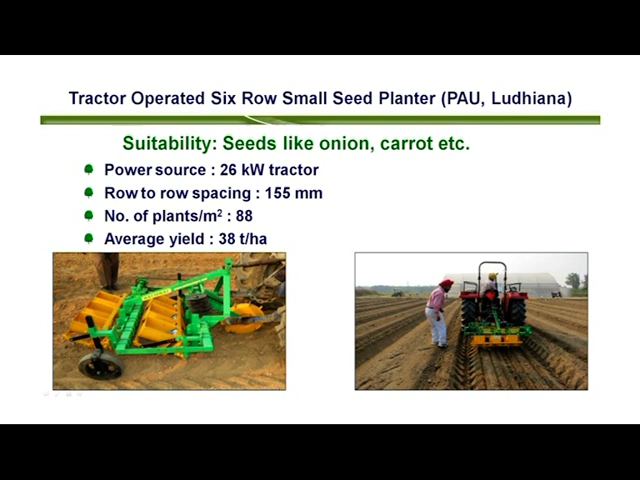 Tractor Operated Six Row Small Seed Planter (PAU, Ludhiana)
Suitability: Seeds like onion, carrot etc.
Power source : 26 kW tractor
Row to row spacing : 155 mm
No. of plants/m² : 88
Average yield : 38 t/ha